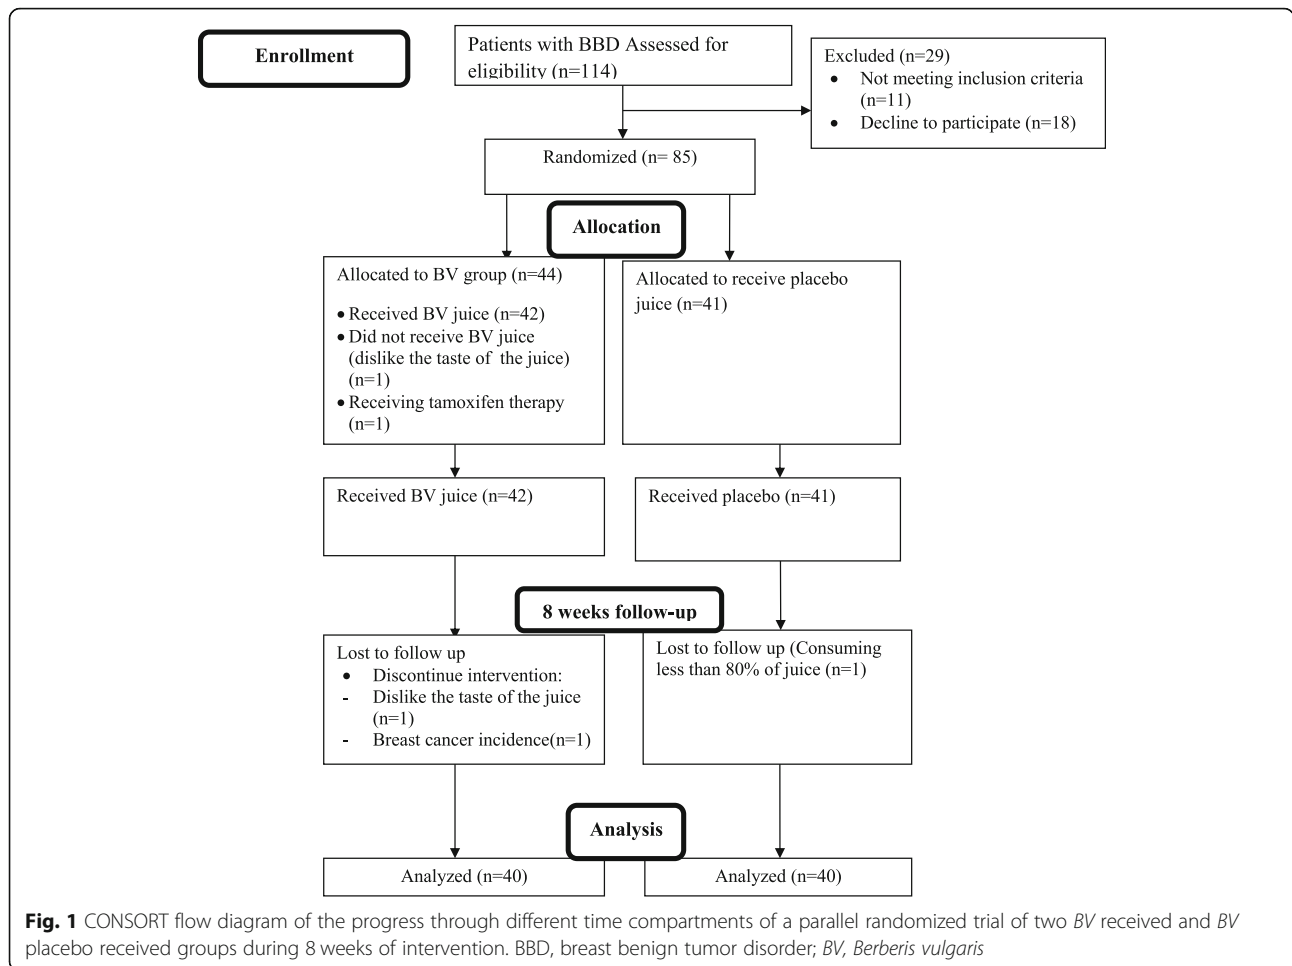 Enrollment
Patients with BBD Assessed for
eligibility (n=114)
Excluded (n=29)
• Not meeting inclusion criteria
(n=11)
• Decline to participate (n=18)
Randomized (n= 85)
Allocation
Allocated to BV group (n=44)
• Received BV juice (n=42)
• Did not receive BV juice
(dislike the taste of the juice)
(n=1)
• Receiving tamoxifen therapy
(n=1)
Allocated to receive placebo
juice (n=41)
Received BV juice (n=42)
Received placebo (n=41)
8 weeks follow-up
Lost to follow up
• Discontinue intervention:
- Dislike the taste of the juice
(n=1)
- Breast cancer incidence(n=1)
Lost to follow up (Consuming
less than 80% of juice (n=1)
Analysis
Analyzed (n=40)
Analyzed (n=40)
Fig. 1 CONSORT flow diagram of the progress through different time compartments of a parallel randomized trial of two BV received and BV
placebo received groups during 8 weeks of intervention. BBD, breast benign tumor disorder; BV, Berberis vulgaris